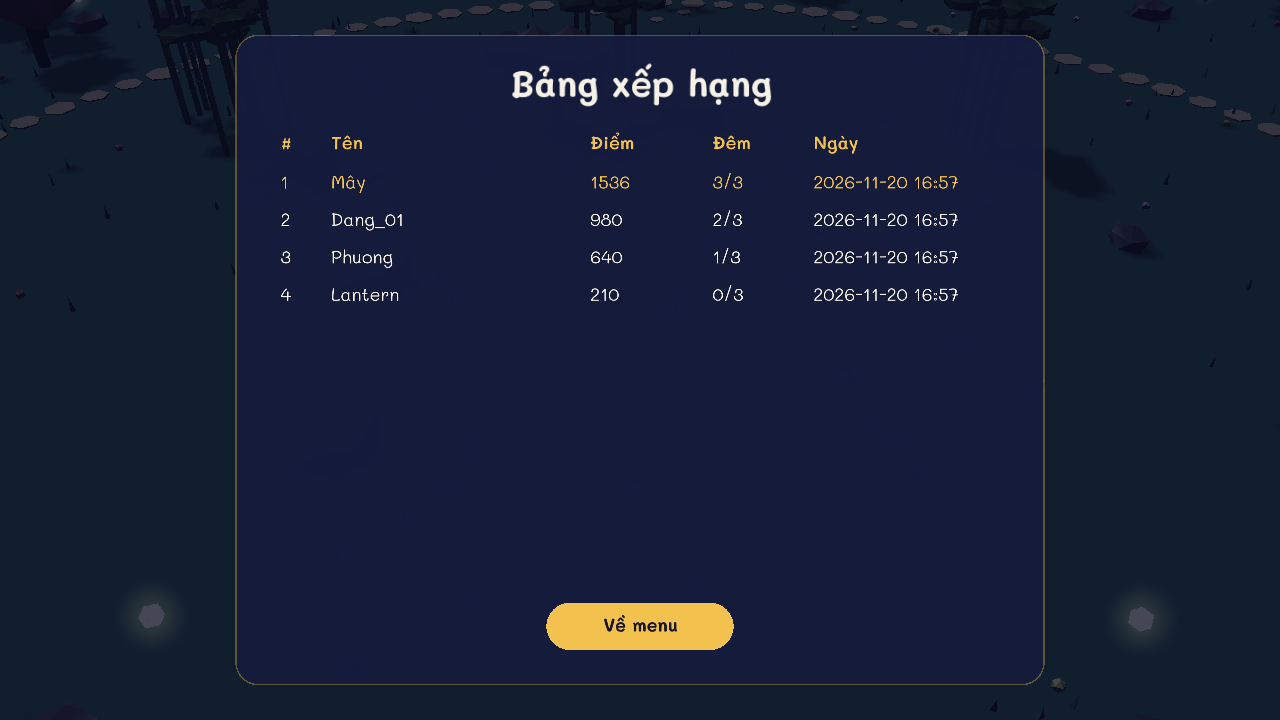 Bảng xếp hạng
# Tên Điểm Đêm Ngày
1 Mây 1536 3/3 2026-11-20 16:57
2 Dang_01 980 2/3 2026-11-20 16:57
3 Phuong 640 1/3 2026-11-20 16:57
4 Lantern 210 0/3 2026-11-20 16:57
Về menu